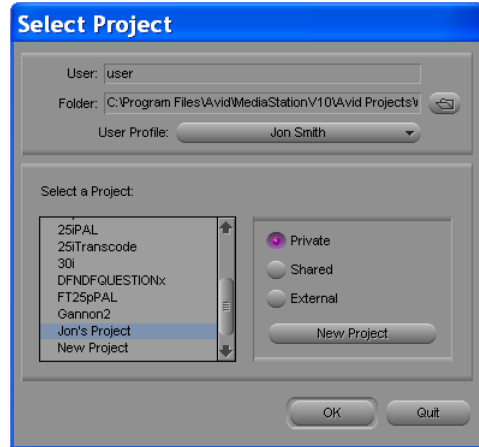 Select Project
User: user
Folder: C:\Program Files\Avid\MediaStationV10\Avid Projects\
User Profile: Jon Smith
Select a Project:
25iPAL
25iTranscode
30i
DFNDFQUESTIONx
FT25pPAL
Gannon2
Jon's Project
New Project
Private
Shared
External
New Project
OK
Quit